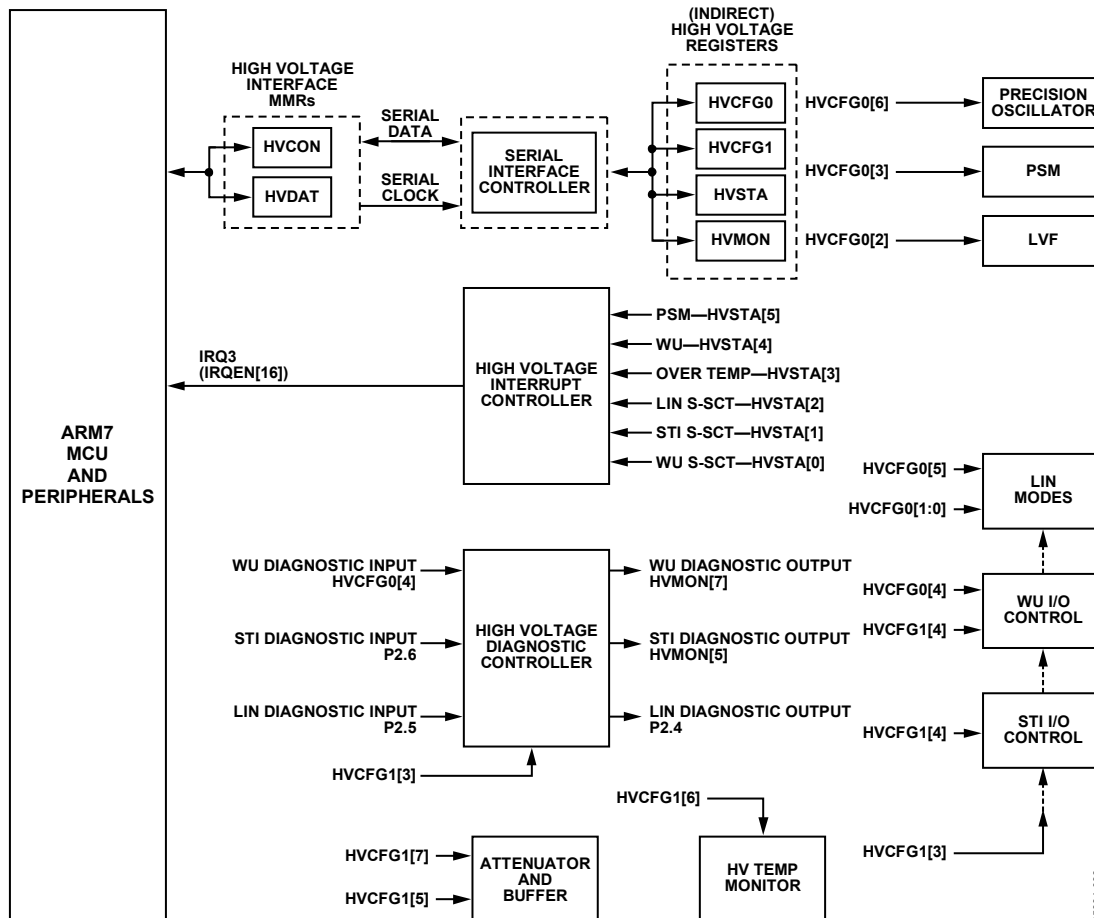 (INDIRECT)
HIGH VOLTAGE
REGISTERS
HIGH VOLTAGE
INTERFACE
MMRs
HVCON
HVDAT
SERIAL
DATA
SERIAL
CLOCK
SERIAL
INTERFACE
CONTROLLER
HVCFG0
HVCFG1
HVSTA
HVMON
HVCFG0[6]
PRECISION
OSCILLATOR
HVCFG0[3]
PSM
HVCFG0[2]
LVF
ARM7
MCU
AND
PERIPHERALS
IRQ3
(IRQEN[16])
HIGH VOLTAGE
INTERRUPT
CONTROLLER
PSM—HVSTA[5]
WU—HVSTA[4]
OVER TEMP—HVSTA[3]
LIN S-SCT—HVSTA[2]
STI S-SCT—HVSTA[1]
WU S-SCT—HVSTA[0]
HVCFG0[5]
HVCFG0[1:0]
LIN
MODES
WU DIAGNOSTIC INPUT
HVCFG0[4]
STI DIAGNOSTIC INPUT
P2.6
LIN DIAGNOSTIC INPUT
P2.5
HIGH VOLTAGE
DIAGNOSTIC
CONTROLLER
WU DIAGNOSTIC OUTPUT
HVMON[7]
STI DIAGNOSTIC OUTPUT
HVMON[5]
LIN DIAGNOSTIC OUTPUT
P2.4
HVCFG0[4]
HVCFG1[4]
WU I/O
CONTROL
HVCFG1[4]
STI I/O
CONTROL
HVCFG1[3]
HVCFG1[6]
HVCFG1[3]
HVCFG1[7]
HVCFG1[5]
ATTENUATOR
AND
BUFFER
HV TEMP
MONITOR